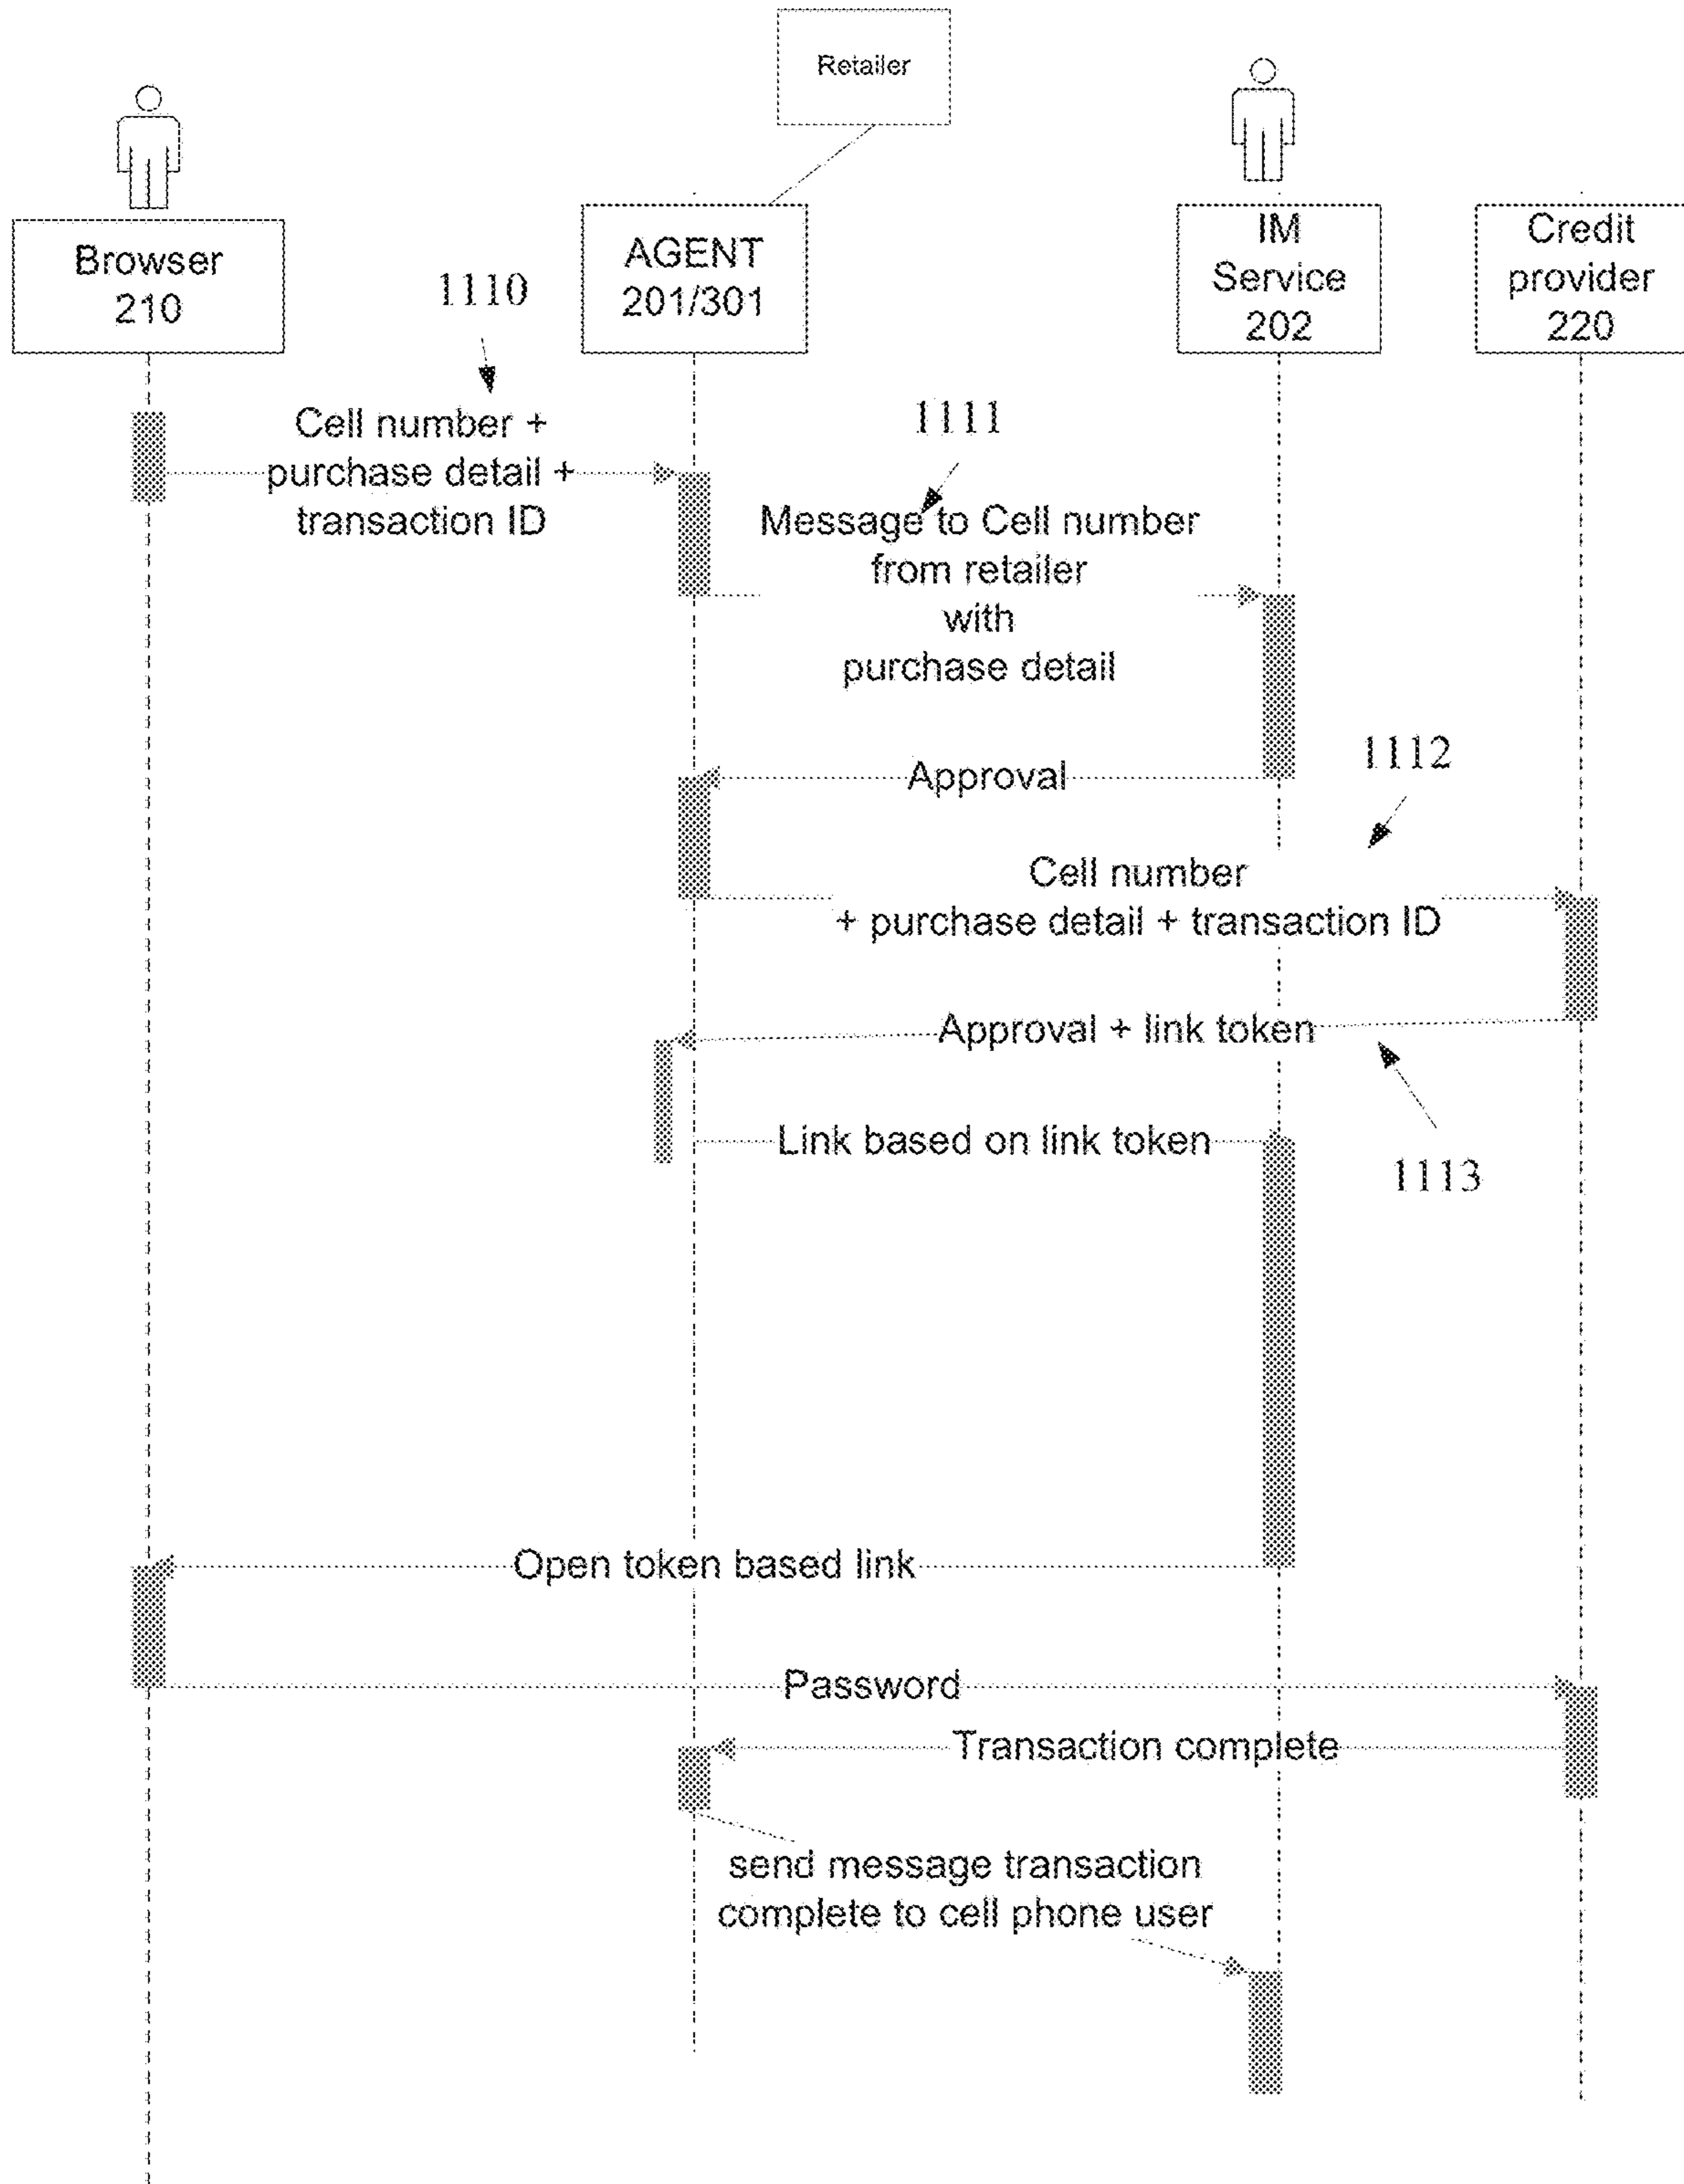 Retailer
Browser
210
AGENT
201/301
IM
Service
202
Credit
provider
220
1110
Cell number +
purchase detail +
transaction ID
1111
Message to Cell number
from retailer
with
purchase detail
Approval
1112
Cell number
+ purchase detail + transaction ID
Approval + link token
Link based on link token
1113
Open token based link
Password
Transaction complete
send message transaction
complete to cell phone user